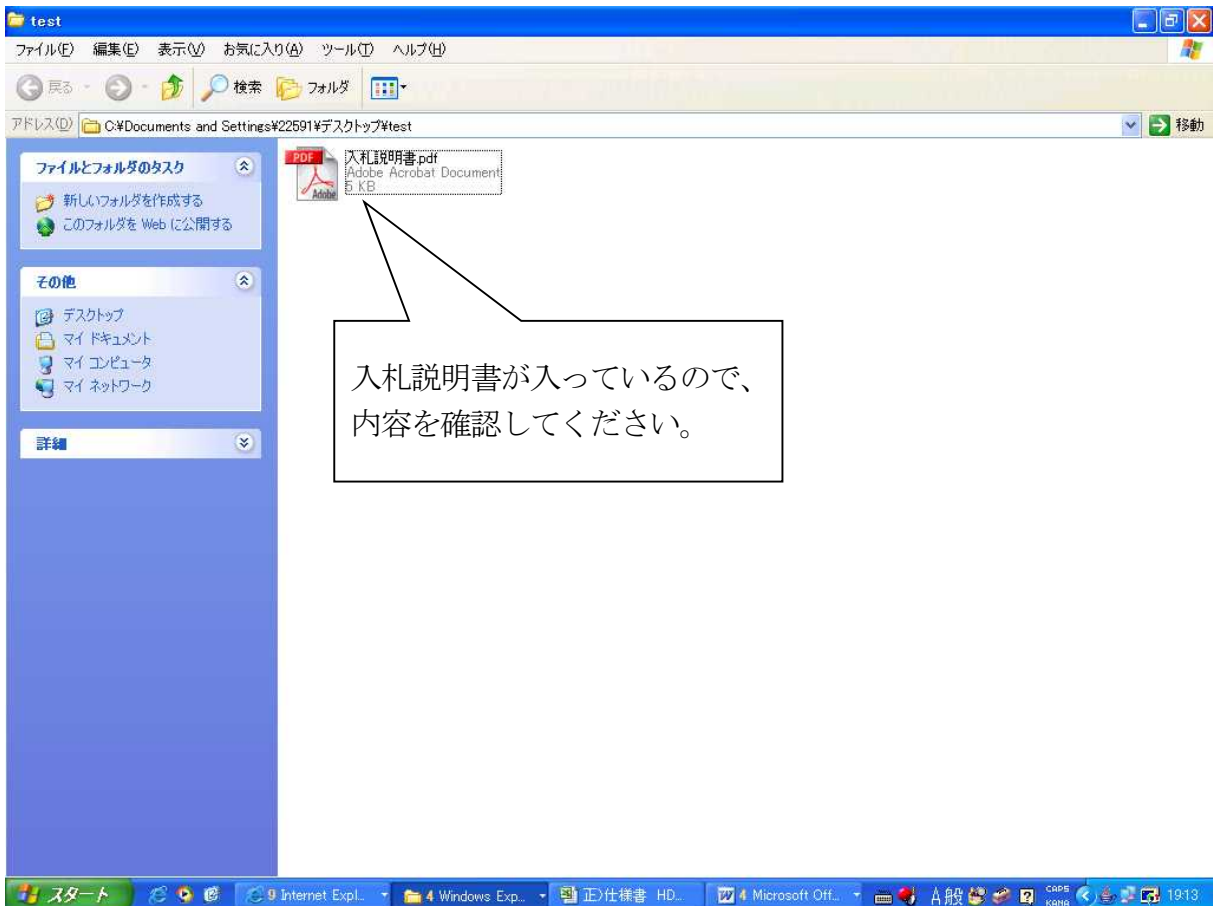 test
ファイル(F) 編集(E) 表示(V) お気に入り(A) ツール(T) ヘルプ(H)
戻る 検索 フォルダ
アドレス(D) C:¥Documents and Settings¥22591¥デスクトップ¥test 移動
ファイルとフォルダのタスク
新しいフォルダを作成する
このフォルダを Web に公開する
その他
デスクトップ
マイ ドキュメント
マイ コンピュータ
マイ ネットワーク
詳細
PDF
Adobe
入札説明書.pdf
Adobe Acrobat Document
5 KB
入札説明書が入っているので、
内容を確認してください。
スタート 9 Internet Expl... 4 Windows Exp... 正)仕様書 HD... 4 Microsoft Off... A 般 CAPS KANA 19:13